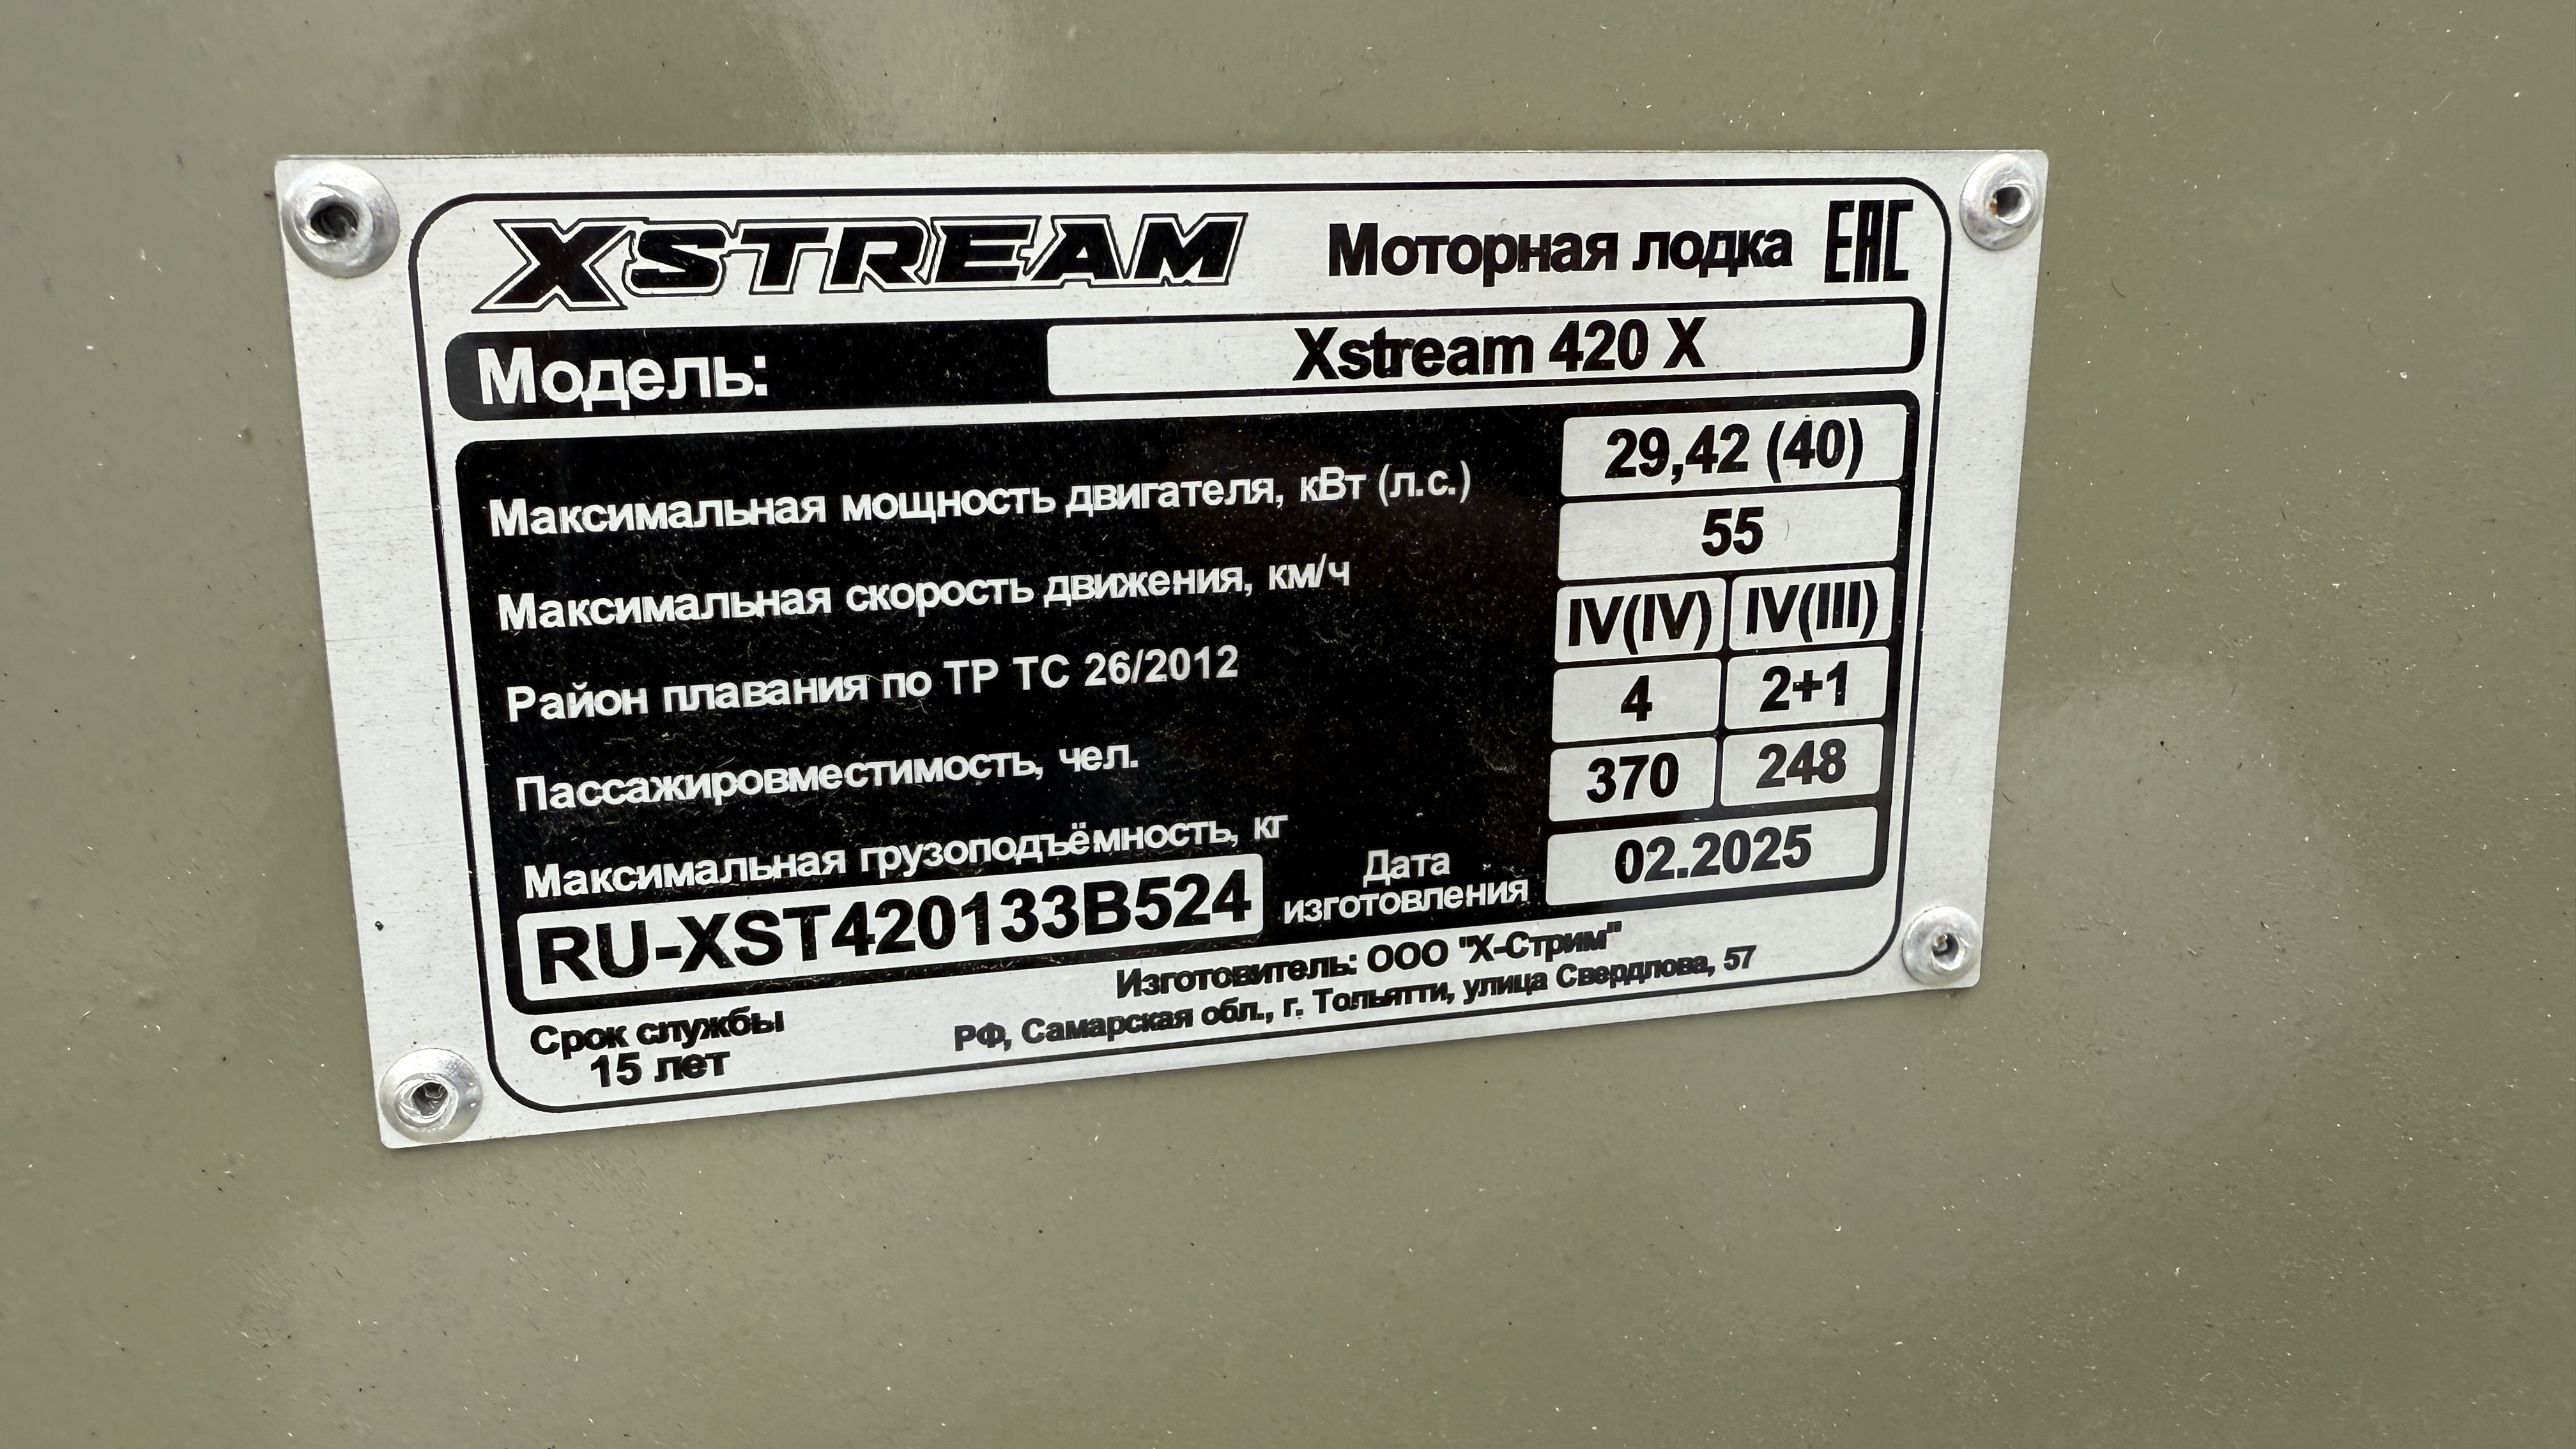 XSTREAM Моторная лодка EAC
Модель: Xstream 420 X
Максимальная мощность двигателя, кВт (л.с.) 29,42 (40)
Максимальная скорость движения, км/ч 55
Район плавания по ТР ТС 26/2012 IV(IV) IV(III)
Пассажировместимость, чел. 4 2+1
Максимальная грузоподъёмность, кг 370 248
RU-XST420133B524 Дата изготовления 02.2025
Срок службы
15 лет
Изготовитель: ООО "Х-Стрим"
РФ, Самарская обл., г. Тольятти, улица Свердлова, 57